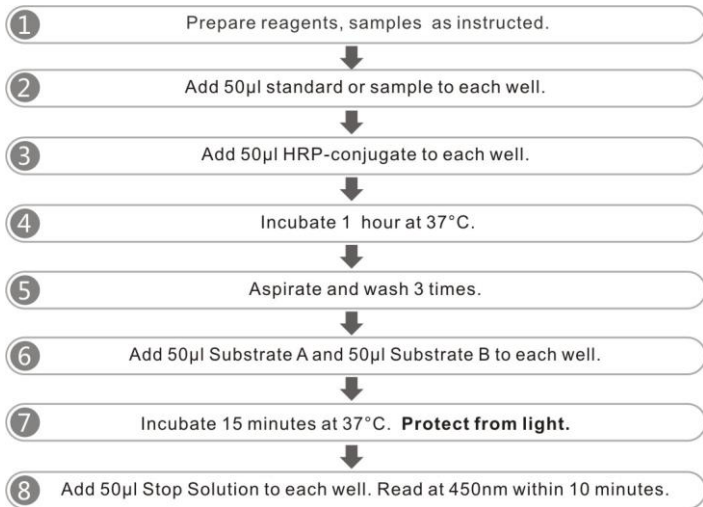 1 Prepare reagents, samples as instructed.
2 Add 50μl standard or sample to each well.
3 Add 50μl HRP-conjugate to each well.
4 Incubate 1 hour at 37°C.
5 Aspirate and wash 3 times.
6 Add 50μl Substrate A and 50μl Substrate B to each well.
7 Incubate 15 minutes at 37°C. Protect from light.
8 Add 50μl Stop Solution to each well. Read at 450nm within 10 minutes.